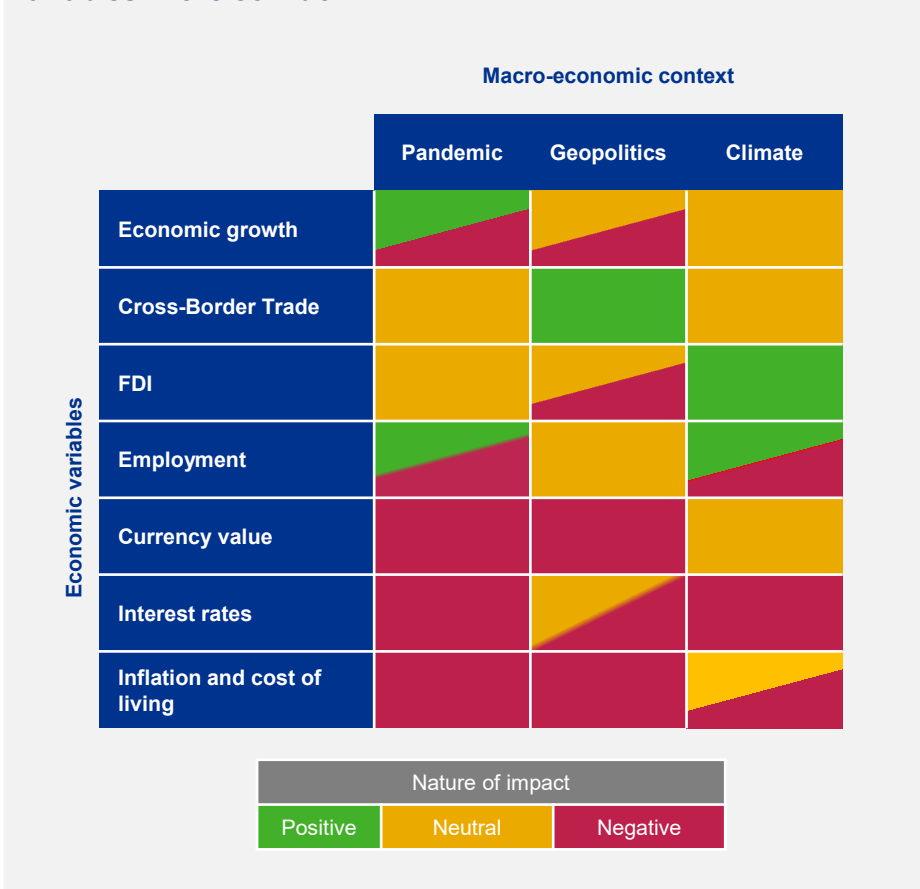 Macro-economic context
Pandemic Geopolitics Climate
Economic variables
Economic growth
Cross-Border Trade
FDI
Employment
Currency value
Interest rates
Inflation and cost of
living
Nature of impact
Positive Neutral Negative